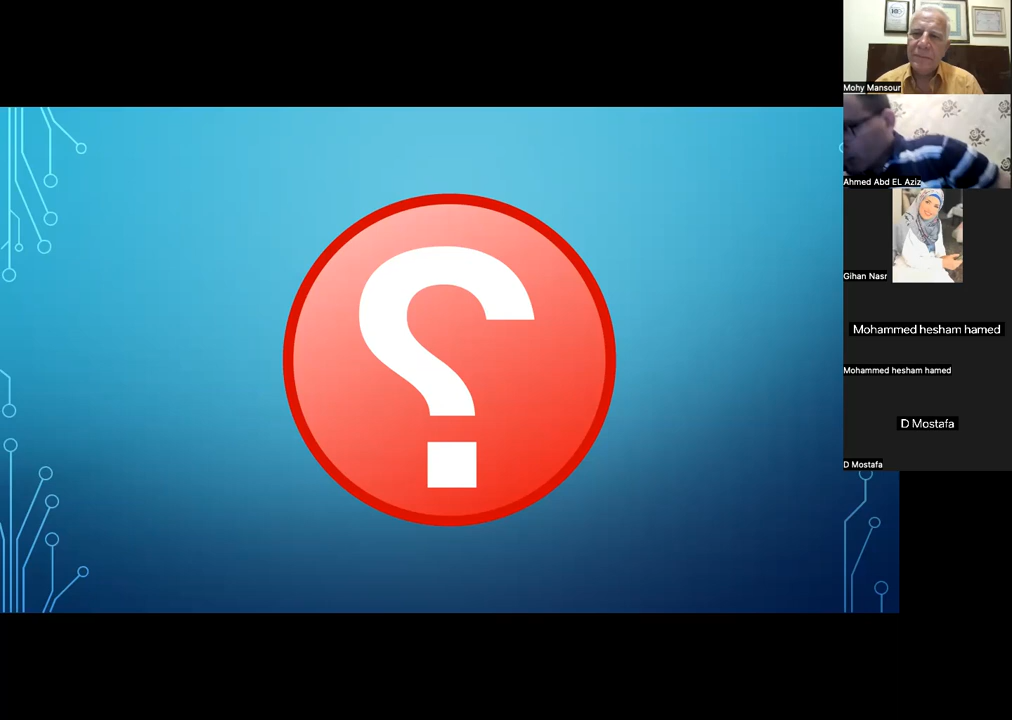 ؟
Mohy Mansour
Ahmed Abd EL Aziz
Gihan Nasr
Mohammed hesham hamed
Mohammed hesham hamed
D Mostafa
D Mostafa